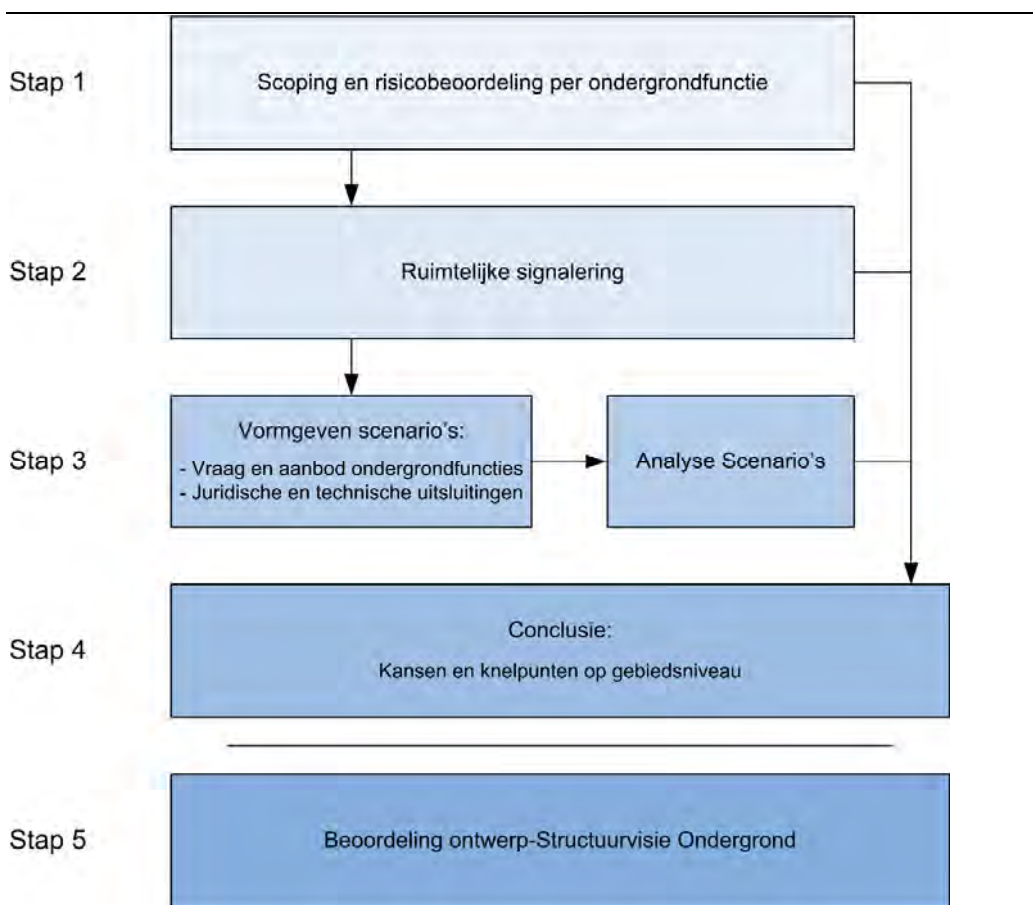 Stap 1
Scoping en risicobeoordeling per ondergrondfunctie
Stap 2
Ruimtelijke signalering
Stap 3
Vormgeven scenario's:
- Vraag en aanbod ondergrondfuncties
- Juridische en technische uitsluitingen
Analyse Scenario's
Stap 4
Conclusie:
Kansen en knelpunten op gebiedsniveau
Stap 5
Beoordeling ontwerp-Structuurvisie Ondergrond